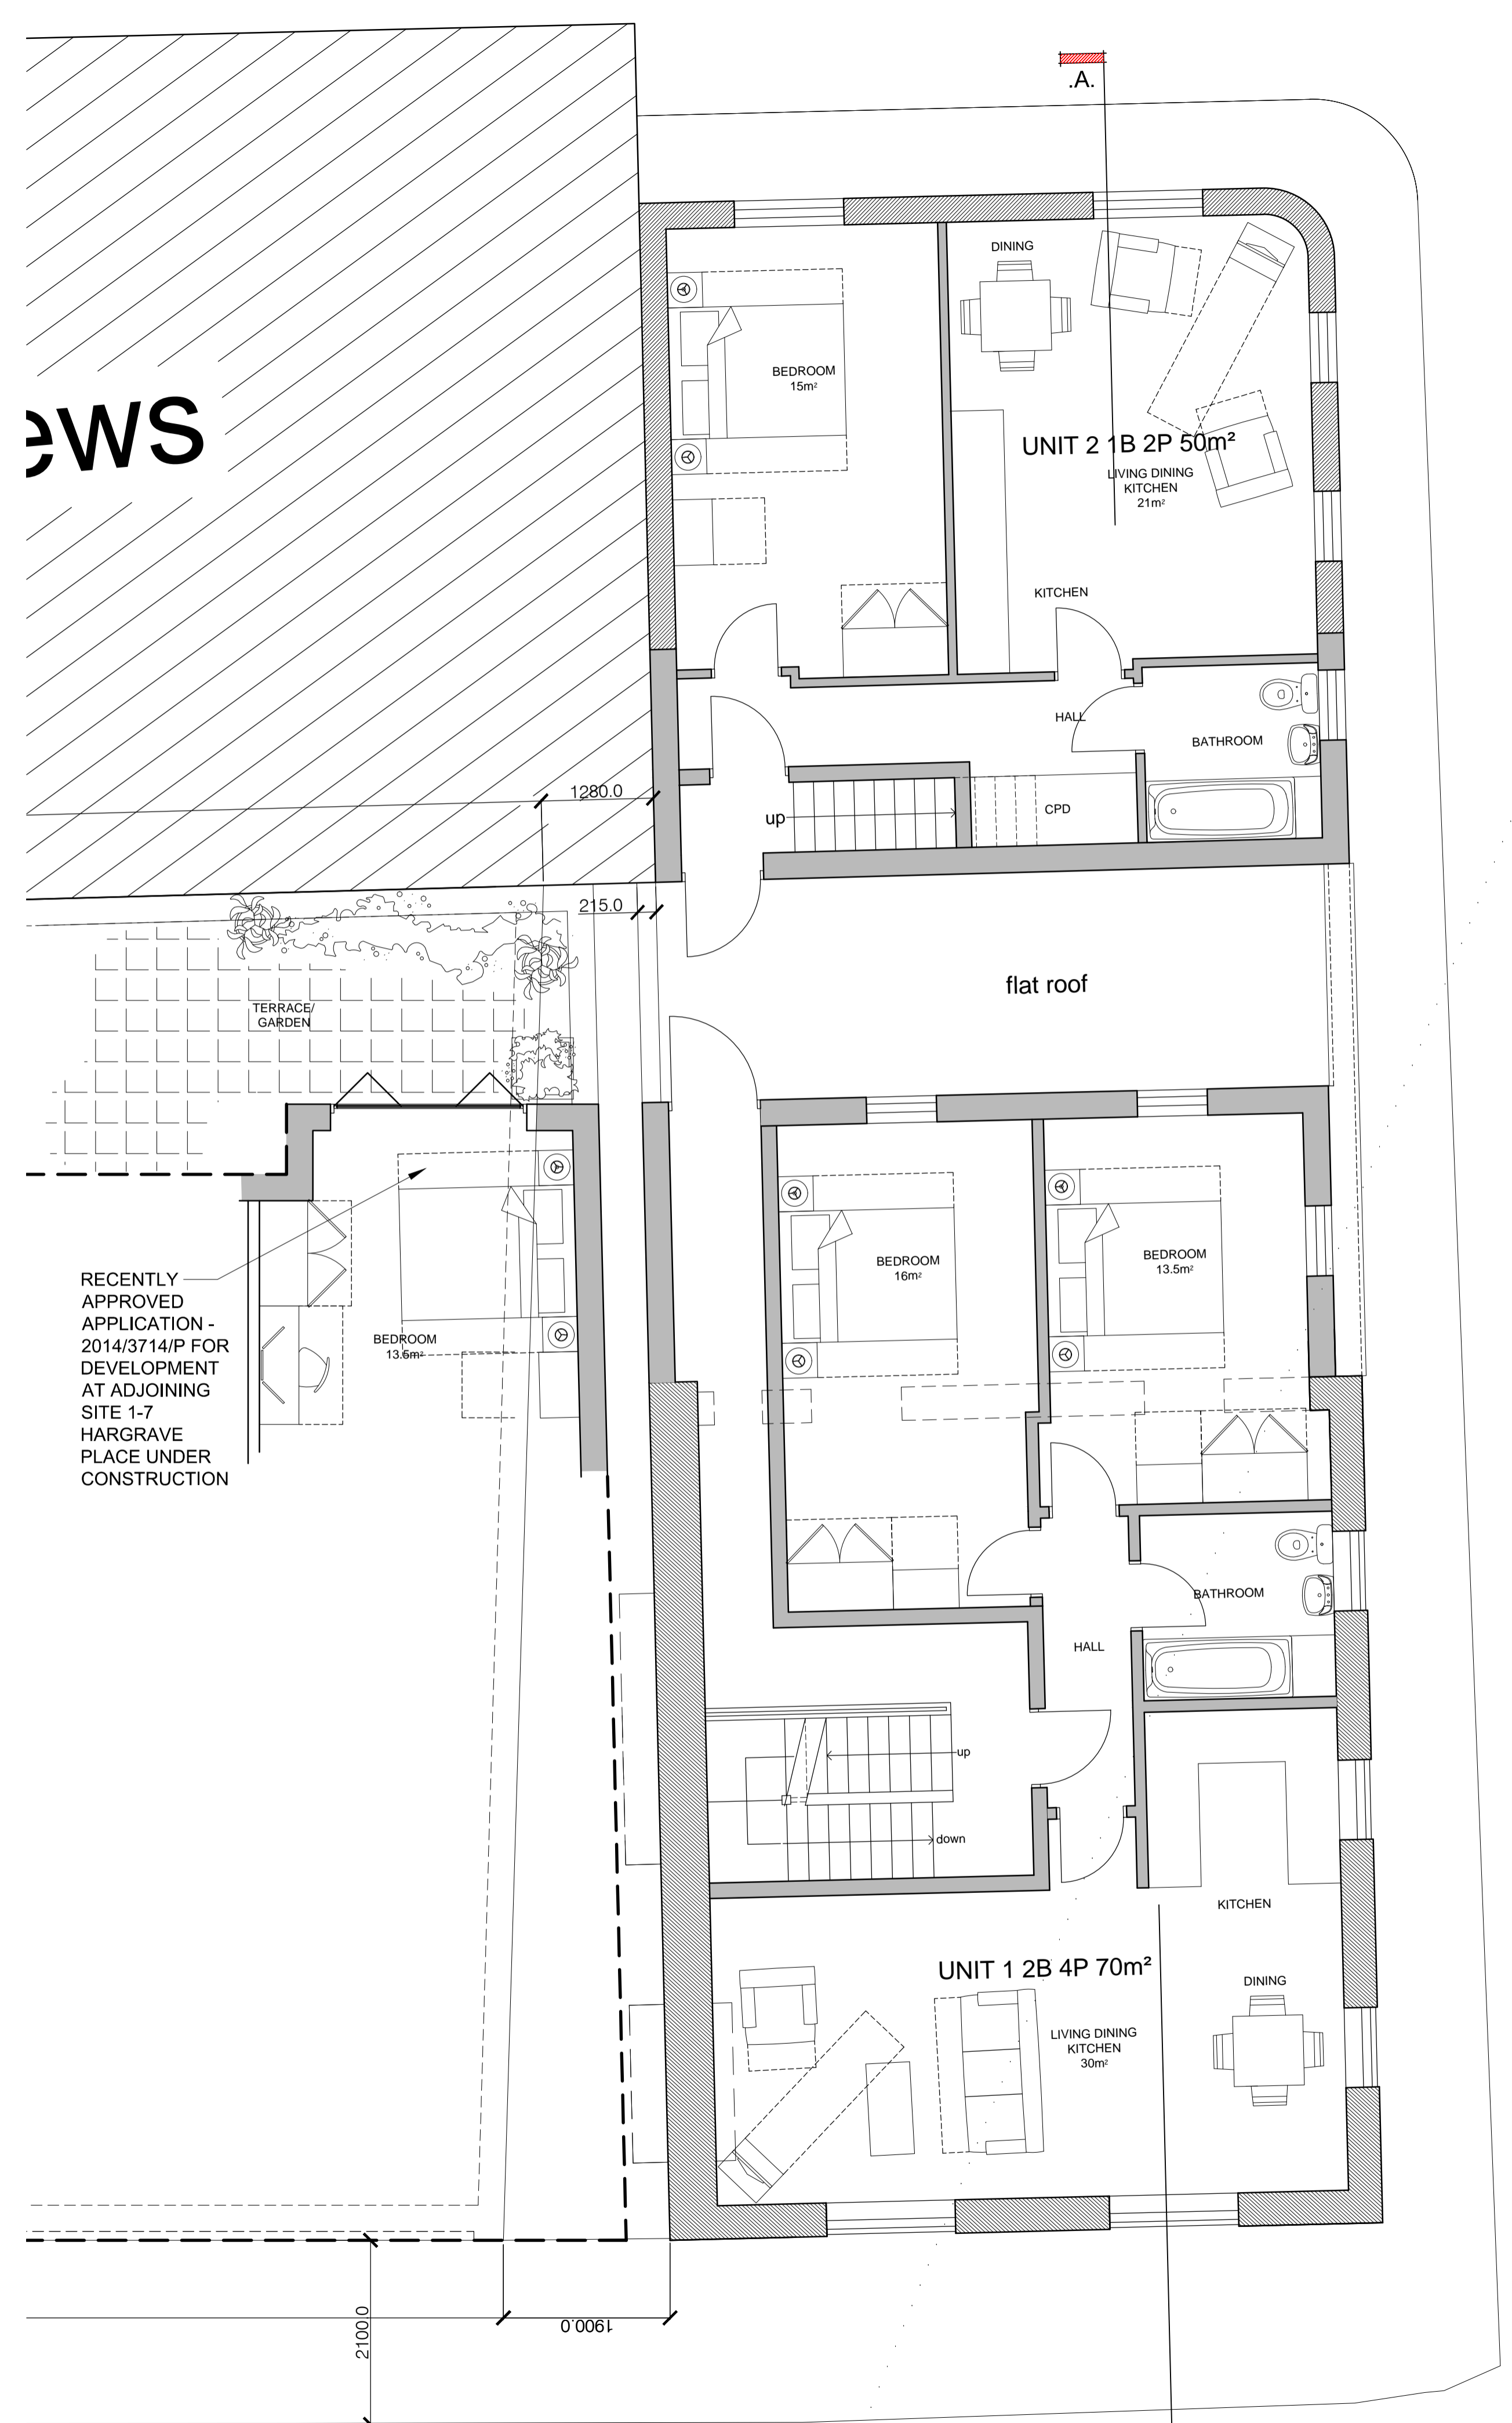 .A.
DINING
BEDROOM
15m²
ews
UNIT 2 1B 2P 50m²
LIVING DINING
KITCHEN
21m²
KITCHEN
HALL
BATHROOM
1280.0
up
CPD
215.0
flat roof
TERRACE/
GARDEN
BEDROOM
16m²
BEDROOM
13.5m²
RECENTLY
APPROVED
APPLICATION -
2014/3714/P FOR
DEVELOPMENT
AT ADJOINING
SITE 1-7
HARGRAVE
PLACE UNDER
CONSTRUCTION
BEDROOM
13.6m²
BATHROOM
HALL
up
down
KITCHEN
UNIT 1 2B 4P 70m²
DINING
LIVING DINING
KITCHEN
30m²
1900.0
2100.0